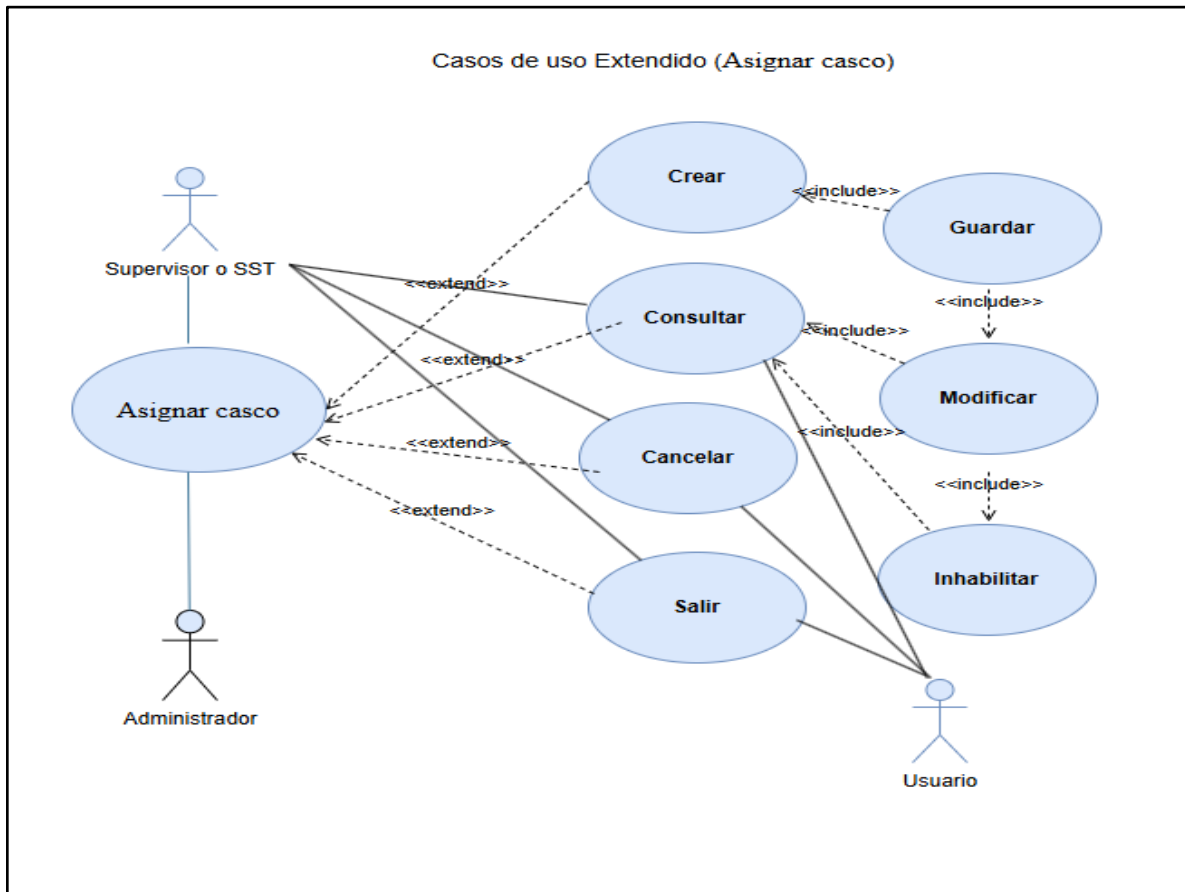 Casos de uso Extendido (Asignar casco)
Crear
<<include>>
Guardar
Supervisor o SST
<<extend>>
<<include>>
Consultar
<<include>>
<<extend>>
Asignar casco
Modificar
<<include>>
<<extend>>
Cancelar
<<include>>
<<extend>>
Inhabilitar
Salir
Administrador
Usuario